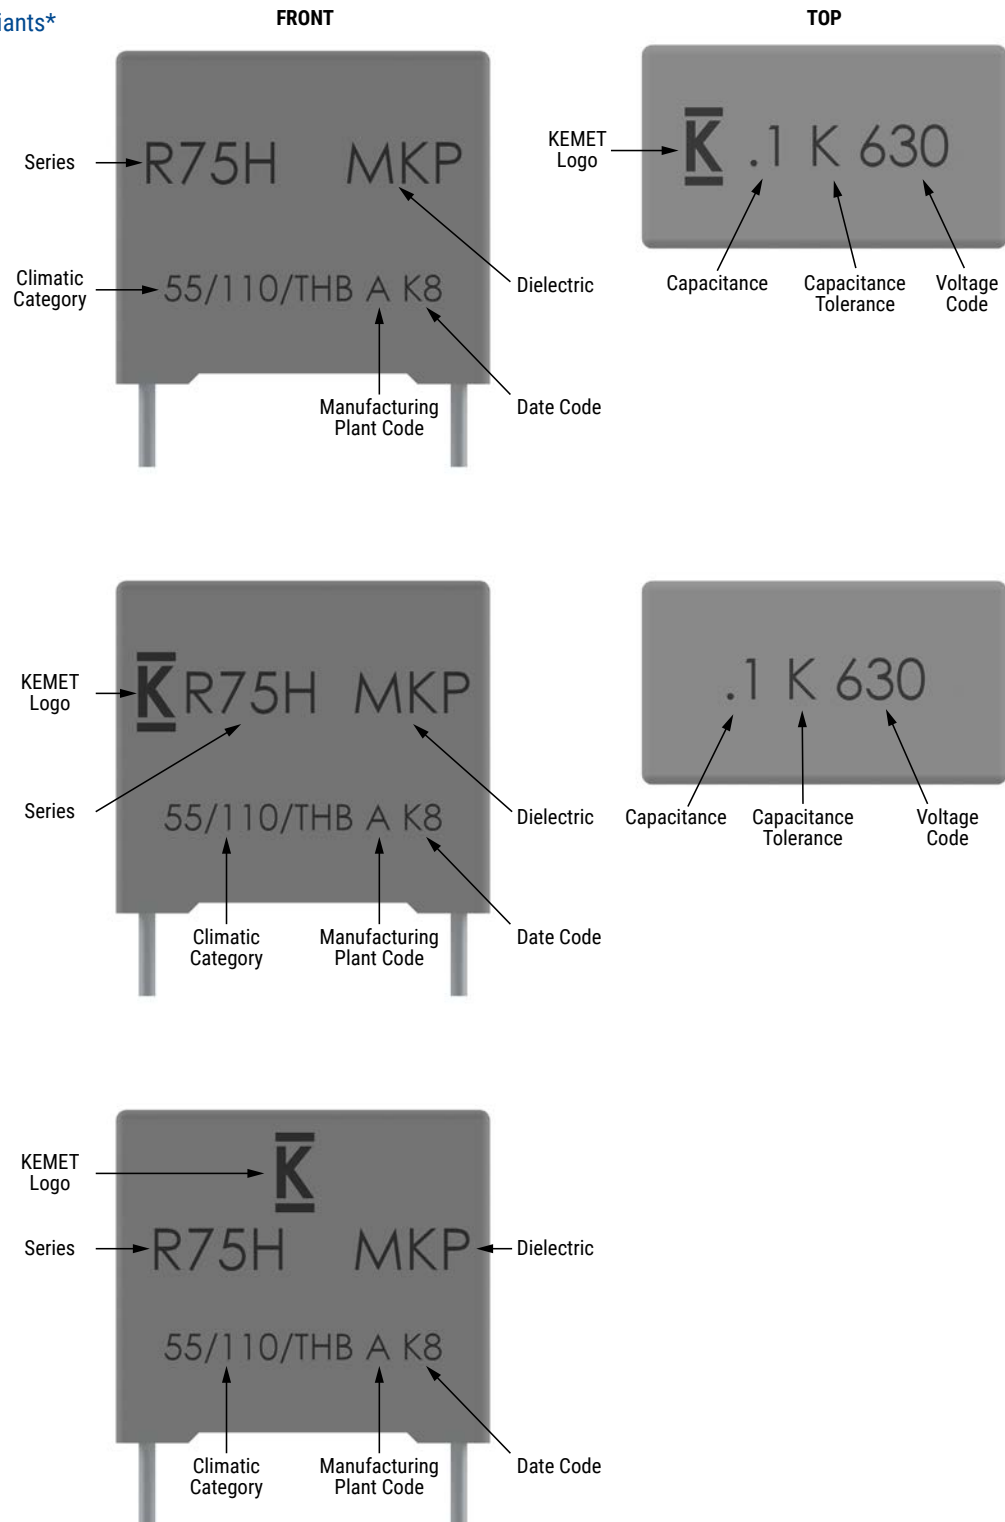 iants*
FRONT
TOP
R75H MKP
55/110/THB A K8
Series
Climatic
Category
Dielectric
Manufacturing
Plant Code
Date Code
K .1 K 630
KEMET
Logo
Capacitance
Capacitance
Tolerance
Voltage
Code
K R75H MKP
55/110/THB A K8
KEMET
Logo
Series
Dielectric
Climatic
Category
Manufacturing
Plant Code
Date Code
.1 K 630
Capacitance
Capacitance
Tolerance
Voltage
Code
K
R75H MKP
55/110/THB A K8
KEMET
Logo
Series
Dielectric
Climatic
Category
Manufacturing
Plant Code
Date Code